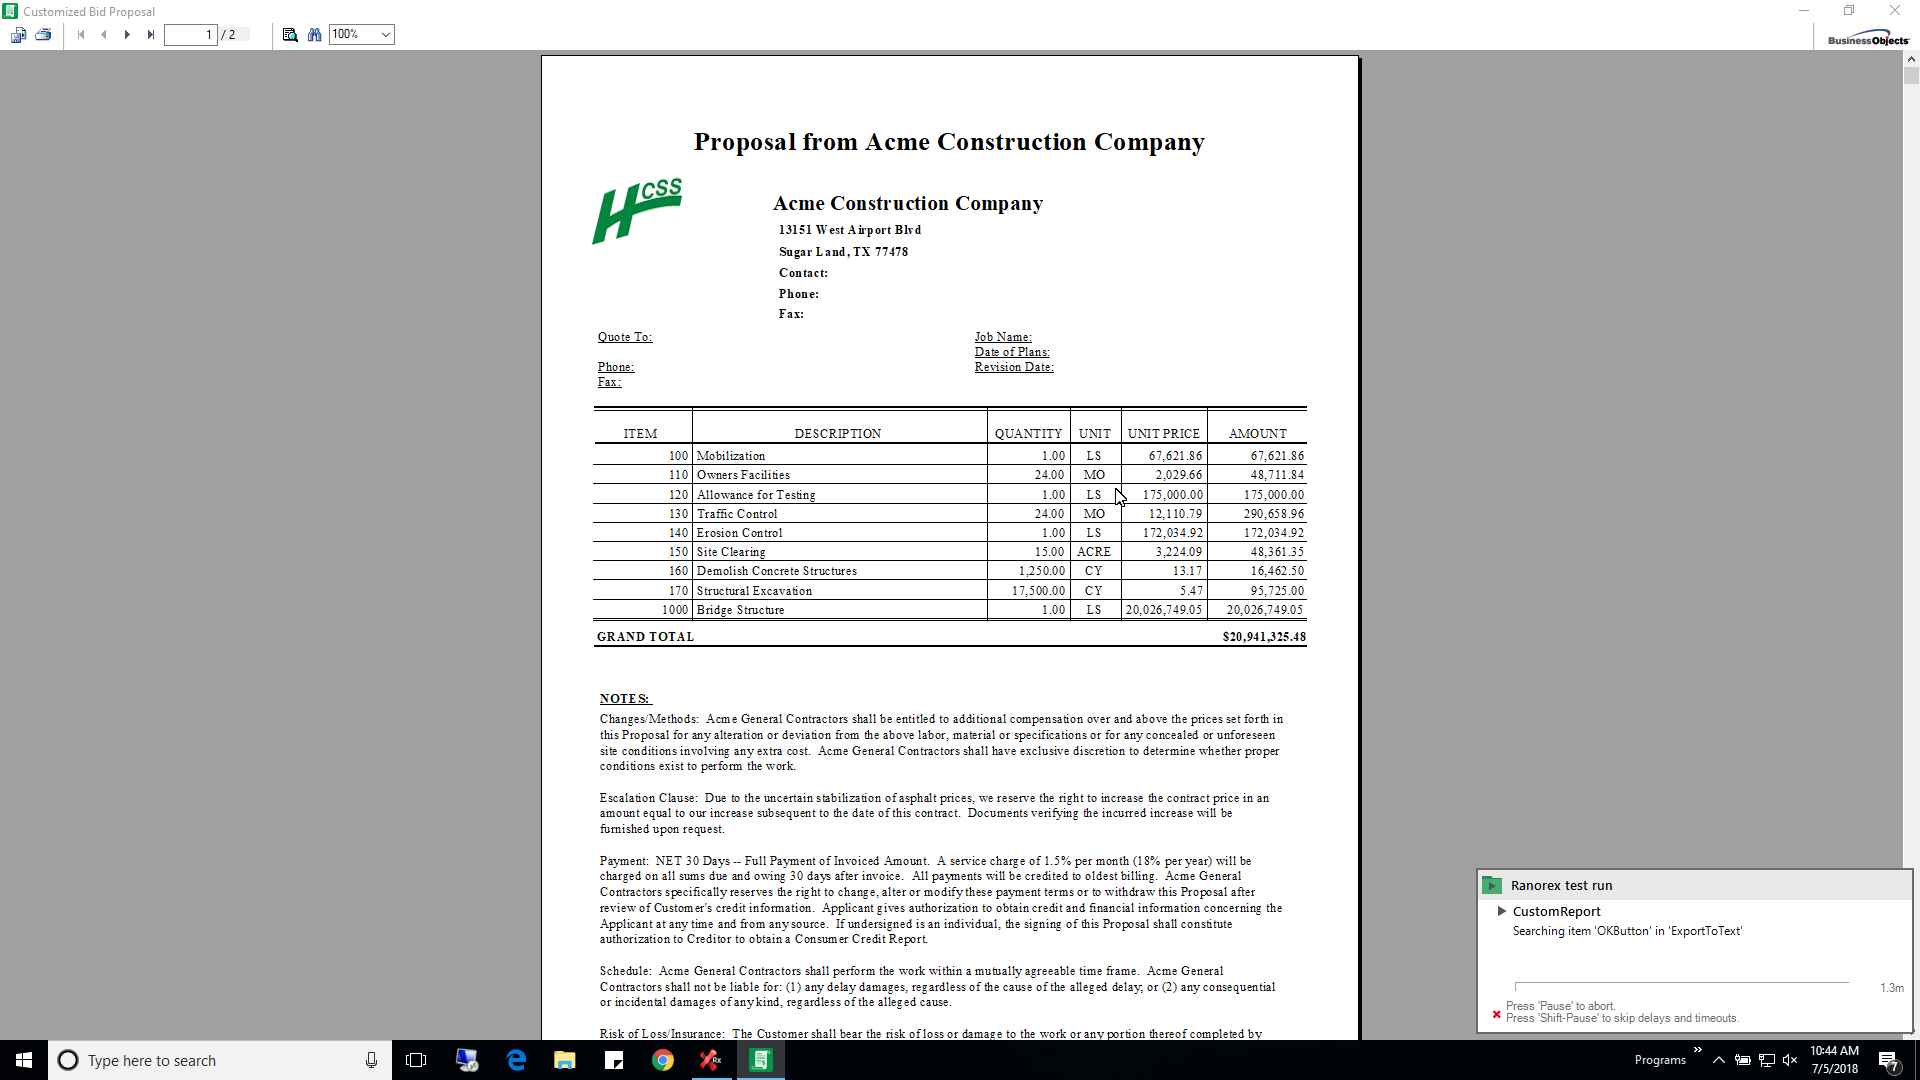 Customized Bid Proposal
1 / 2 100% BusinessObjects
Proposal from Acme Construction Company
HCSS
Acme Construction Company
13151 West Airport Blvd
Sugar Land, TX 77478
Contact:
Phone:
Fax:
Quote To: Job Name:
Date of Plans:
Phone: Revision Date:
Fax:
ITEM DESCRIPTION QUANTITY UNIT UNIT PRICE AMOUNT
100 Mobilization 1.00 LS 67,621.86 67,621.86
110 Owners Facilities 24.00 MO 2,029.66 48,711.84
120 Allowance for Testing 1.00 LS 175,000.00 175,000.00
130 Traffic Control 24.00 MO 12,110.79 290,658.96
140 Erosion Control 1.00 LS 172,034.92 172,034.92
150 Site Clearing 15.00 ACRE 3,224.09 48,361.35
160 Demolish Concrete Structures 1,250.00 CY 13.17 16,462.50
170 Structural Excavation 17,500.00 CY 5.47 95,725.00
1000 Bridge Structure 1.00 LS 20,026,749.05 20,026,749.05
GRAND TOTAL $20,941,325.48
NOTES:
Changes/Methods: Acme General Contractors shall be entitled to additional compensation over and above the prices set forth in
this Proposal for any alteration or deviation from the above labor, material or specifications or for any concealed or unforeseen
site conditions involving any extra cost. Acme General Contractors shall have exclusive discretion to determine whether proper
conditions exist to perform the work.
Escalation Clause: Due to the uncertain stabilization of asphalt prices, we reserve the right to increase the contract price in an
amount equal to our increase subsequent to the date of this contract. Documents verifying the incurred increase will be
furnished upon request.
Payment: NET 30 Days -- Full Payment of Invoiced Amount. A service charge of 1.5% per month (18% per year) will be
charged on all sums due and owing 30 days after invoice. All payments will be credited to oldest billing. Acme General
Contractors specifically reserves the right to change, alter or modify these payment terms or to withdraw this Proposal after
review of Customer's credit information. Applicant gives authorization to obtain credit and financial information concerning the
Applicant at any time and from any source. If undersigned is an individual, the signing of this Proposal shall constitute
authorization to Creditor to obtain a Consumer Credit Report.
Schedule: Acme General Contractors shall perform the work within a mutually agreeable time frame. Acme General
Contractors shall not be liable for: (1) any delay damages, regardless of the cause of the alleged delay; or (2) any consequential
or incidental damages of any kind, regardless of the alleged cause.
Risk of Loss/Insurance: The Customer shall bear the risk of loss or damage to the work or any portion thereof completed by
Ranorex test run
CustomReport
Searching item 'OKButton' in 'ExportToText'
1.3m
Press 'Pause' to abort.
Press 'Shift-Pause' to skip delays and timeouts.
Type here to search
Rx
Programs
10:44 AM
7/5/2018
7